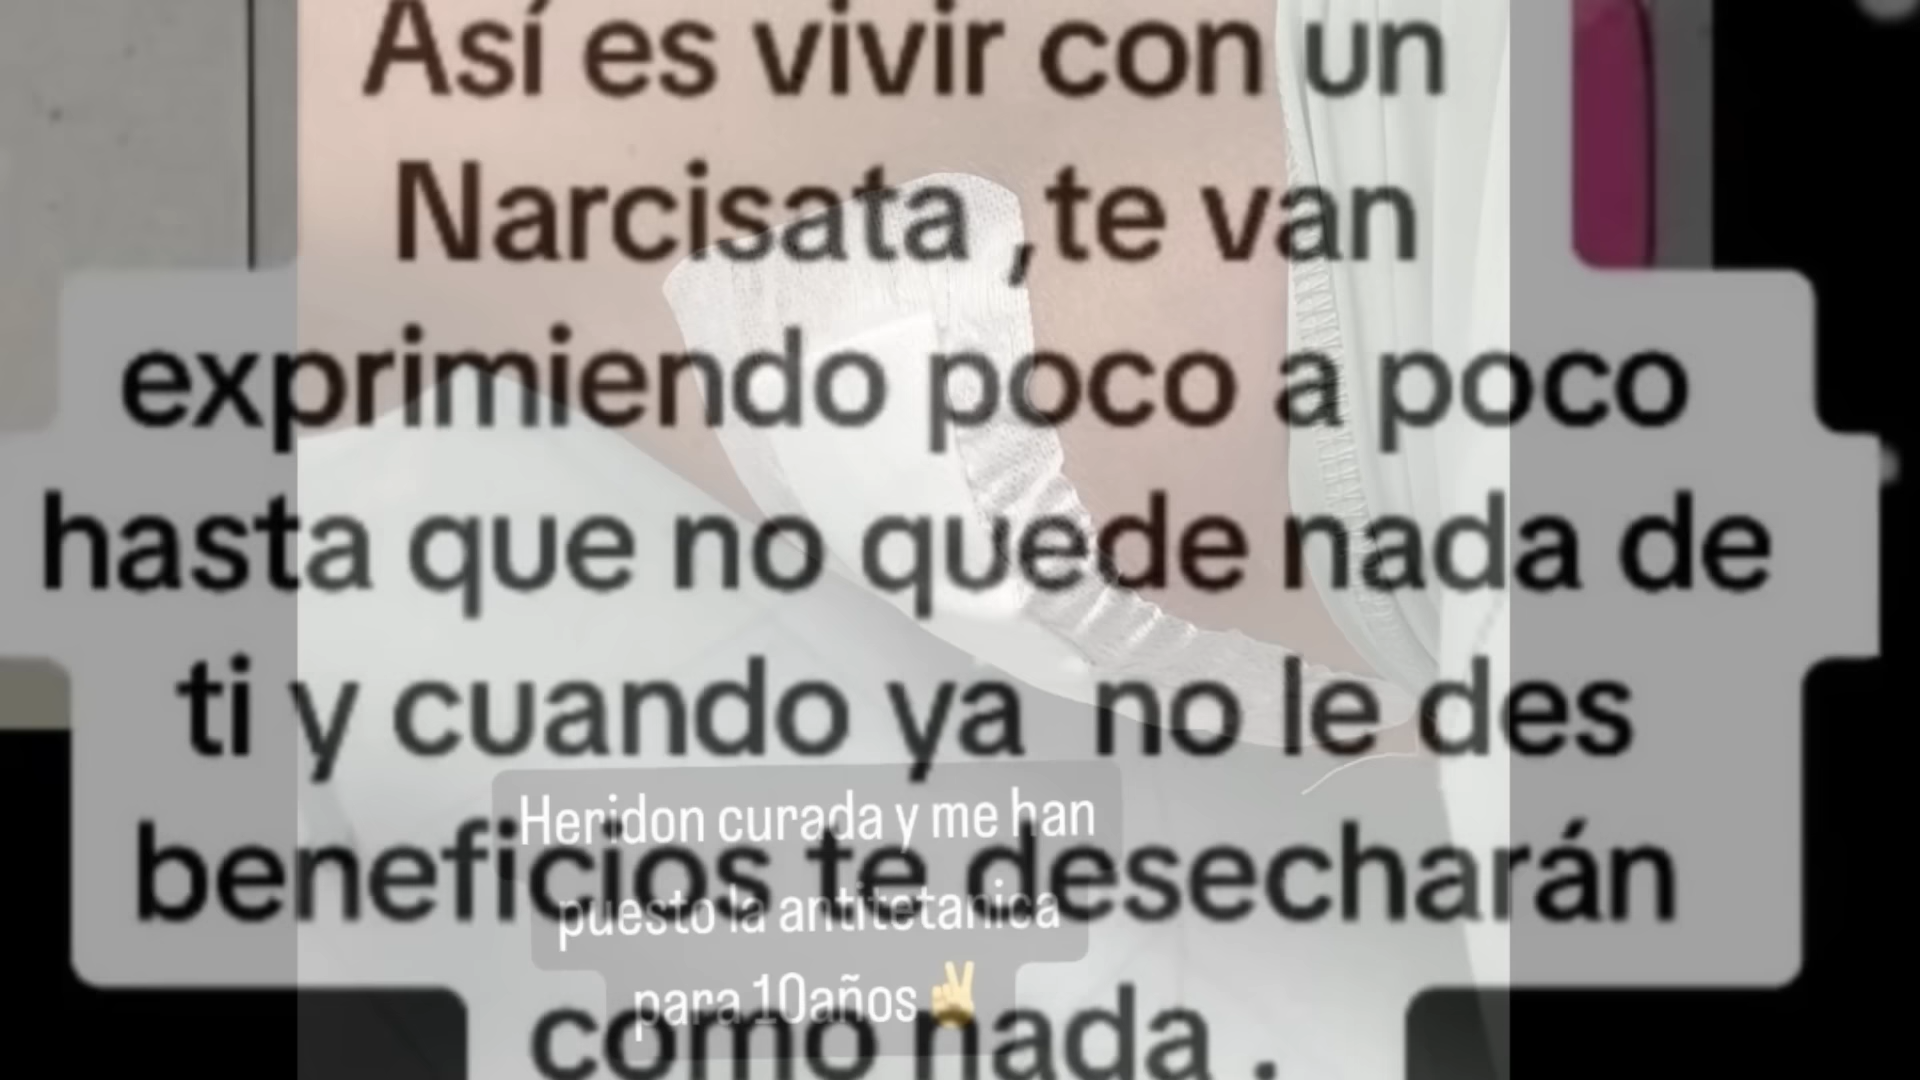 Así es vivir con un
Narcisata ,te van
exprimiendo poco a poco
hasta que no quede nada de
ti y cuando ya no le des
beneficios te desecharán
como nada .
Heridon curada y me han
puesto la antitetanica
para 10años✌